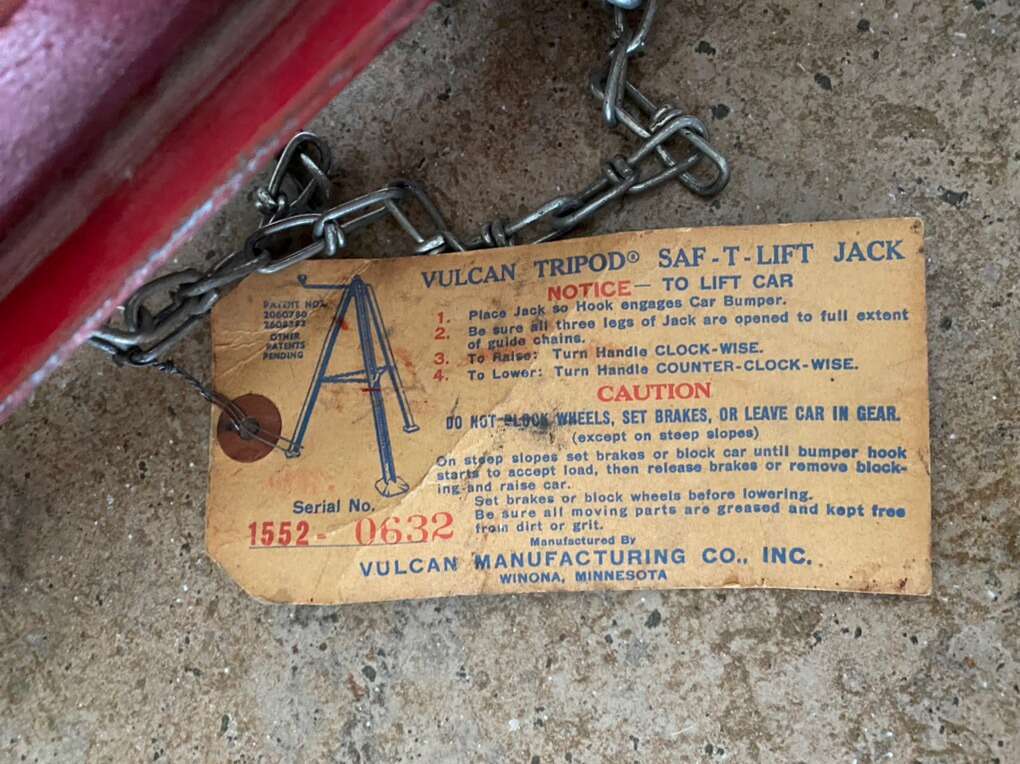 VULCAN TRIPOD® SAF-T-LIFT JACK
NOTICE— TO LIFT CAR
PATENT NOS.
OTHER
PATENTS
PENDING
1. Place Jack so Hook engages Car Bumper.
2. Be sure all three legs of Jack are opened to full extent
of guide chains.
3. To Raise: Turn Handle CLOCK-WISE.
4. To Lower: Turn Handle COUNTER-CLOCK-WISE.
CAUTION
DO NOT BLOCK WHEELS, SET BRAKES, OR LEAVE CAR IN GEAR.
(except on steep slopes)
On steep slopes set brakes or block car until bumper hook
starts to accept load, then release brakes or remove block-
ing and raise car.
Set brakes or block wheels before lowering.
Be sure all moving parts are greased and kept free
from dirt or grit.
Serial No.
1552- 0632
Manufactured By
VULCAN MANUFACTURING CO., INC.
WINONA, MINNESOTA